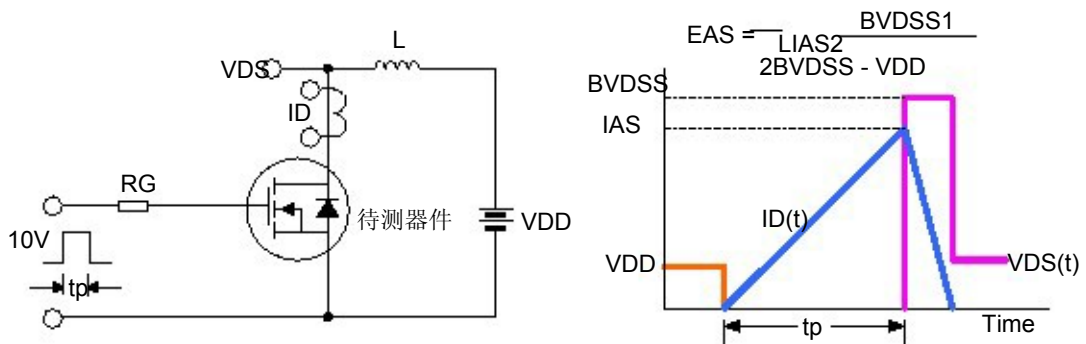 L
VDS
ID
RG
10V
tp
待测器件
VDD
EAS =
BVDSS1
LIAS2
2BVDSS - VDD
BVDSS
IAS
ID(t)
VDD
VDS(t)
tp
Time